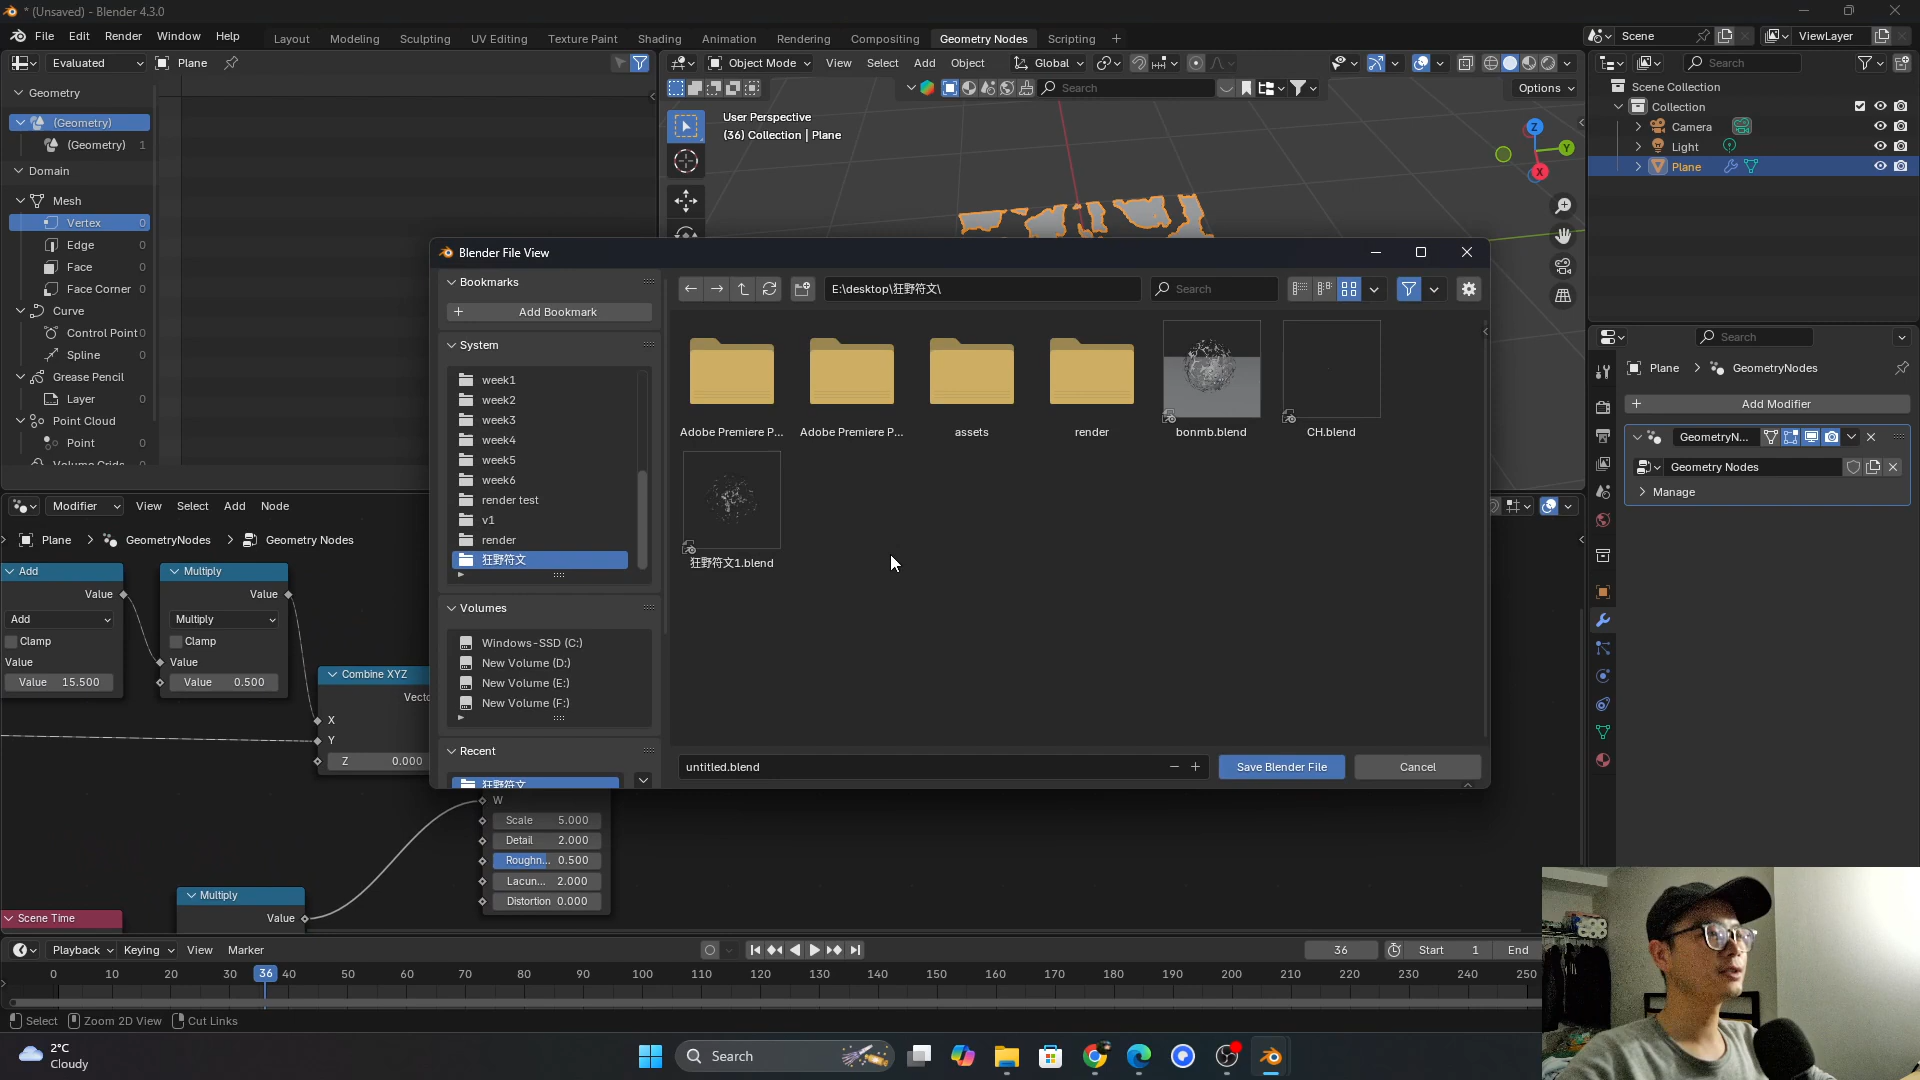 * (Unsaved) - Blender 4.3.0
File Edit Render Window Help Layout Modeling Sculpting UV Editing Texture Paint Shading Animation Rendering Compositing Geometry Nodes Scripting + Scene ViewLayer
Evaluated Plane
Object Mode View Select Add Object Global
Search
Search Options
Geometry
(Geometry)
(Geometry) 1
Domain
Mesh
Vertex 0
Edge 0
Face 0
Face Corner 0
Curve
Control Point 0
Spline 0
Grease Pencil
Layer 0
Point Cloud
Point 0
User Perspective
(36) Collection | Plane
Z
Y
X
Scene Collection
Collection
Camera
Light
Plane
Search
Plane > GeometryNodes
+ Add Modifier
GeometryN...
Geometry Nodes
Manage
Blender File View
Bookmarks
+ Add Bookmark
System
week1
week2
week3
week4
week5
week6
render test
v1
render
狂野符文
Volumes
Windows-SSD (C:)
New Volume (D:)
New Volume (E:)
New Volume (F:)
Recent
狂野符文
E:\desktop\狂野符文\
Search
Adobe Premiere P... Adobe Premiere P... assets render bonmb.blend CH.blend
狂野符文1.blend
untitled.blend
Save Blender File Cancel
Modifier View Select Add Node
Plane > GeometryNodes > Geometry Nodes
Add
Value
Add
Clamp
Value
Value 15.500
Multiply
Value
Multiply
Clamp
Value
Value 0.500
Combine XYZ
X
Y
Z 0.000
W
Scale 5.000
Detail 2.000
Roughn... 0.500
Lacun... 2.000
Distortion 0.000
Multiply
Value
Scene Time
Playback Keying View Marker 36 Start 1 End
0 10 20 30 36 40 50 60 70 80 90 100 110 120 130 140 150 160 170 180 190 200 210 220 230 240 250
Select Zoom 2D View Cut Links
2°C
Cloudy
Search